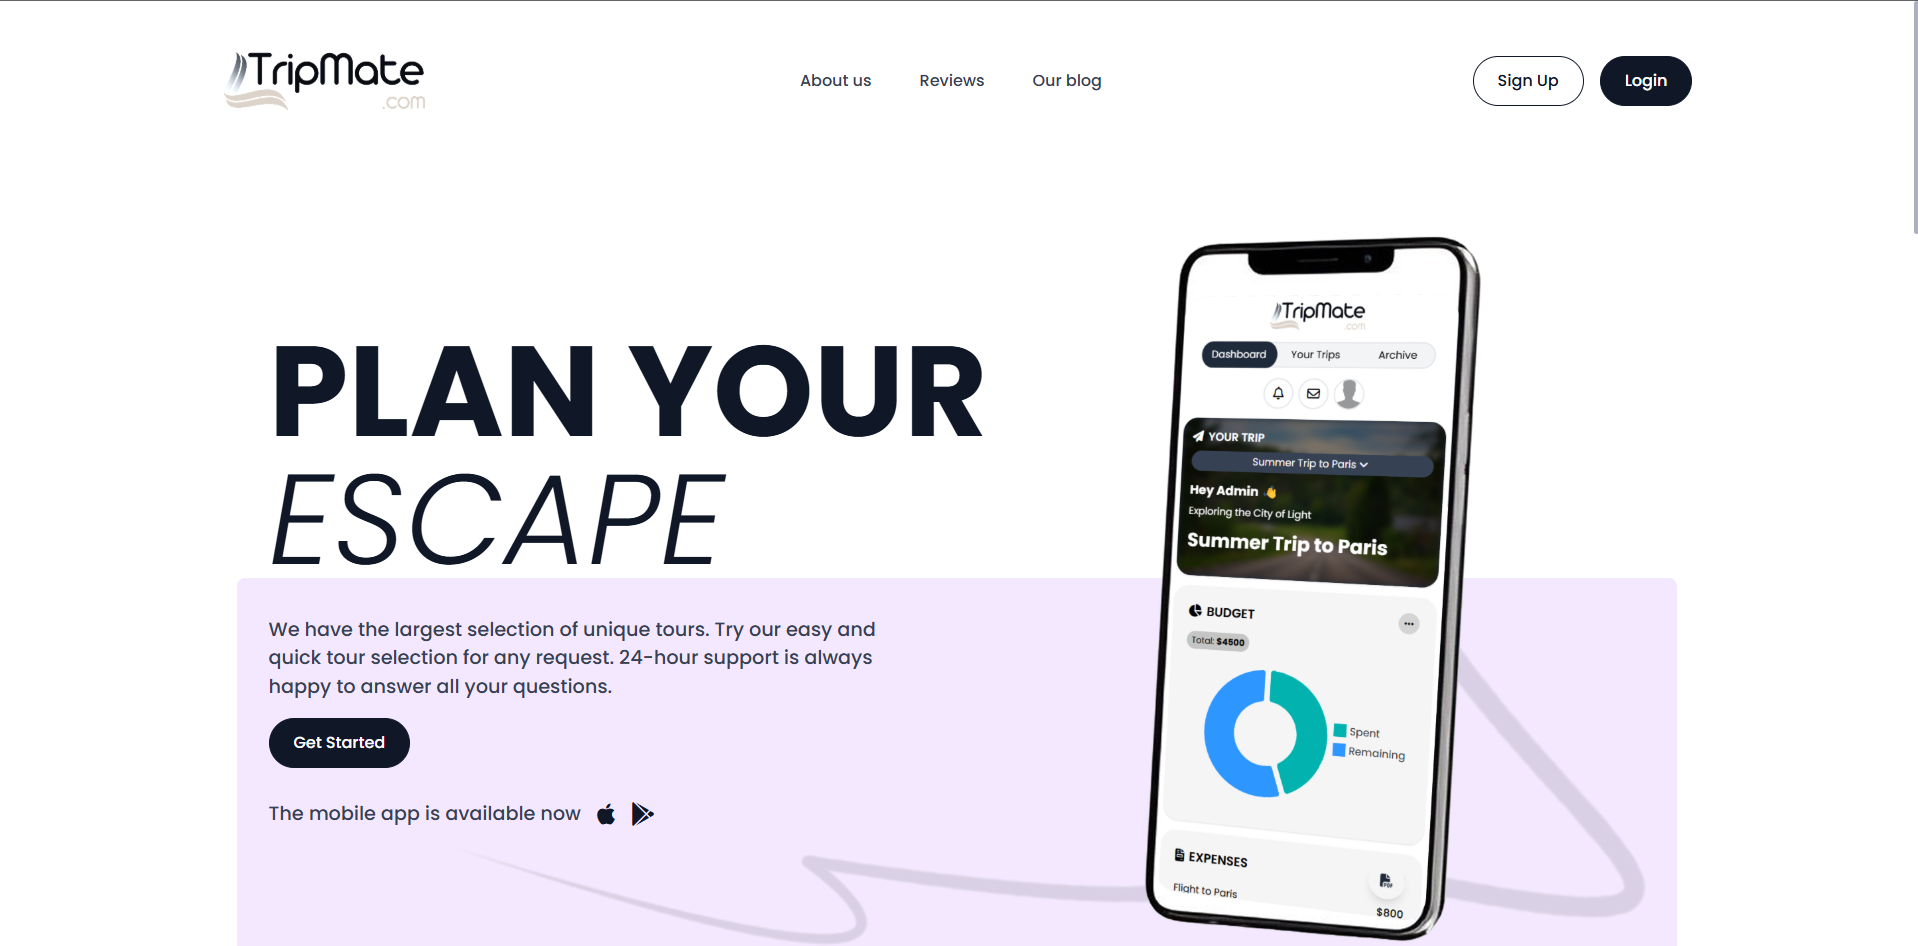 TripMate
.com
About us
Reviews
Our blog
Sign Up
Login
PLAN YOUR
ESCAPE
We have the largest selection of unique tours. Try our easy and
quick tour selection for any request. 24-hour support is always
happy to answer all your questions.
Get Started
The mobile app is available now
TripMate
.com
Dashboard
Your Trips
Archive
YOUR TRIP
Summer Trip to Paris
Hey Admin 👋
Exploring the City of Light
Summer Trip to Paris
BUDGET
Total: $4500
Spent
Remaining
EXPENSES
PDF
Flight to Paris
$800